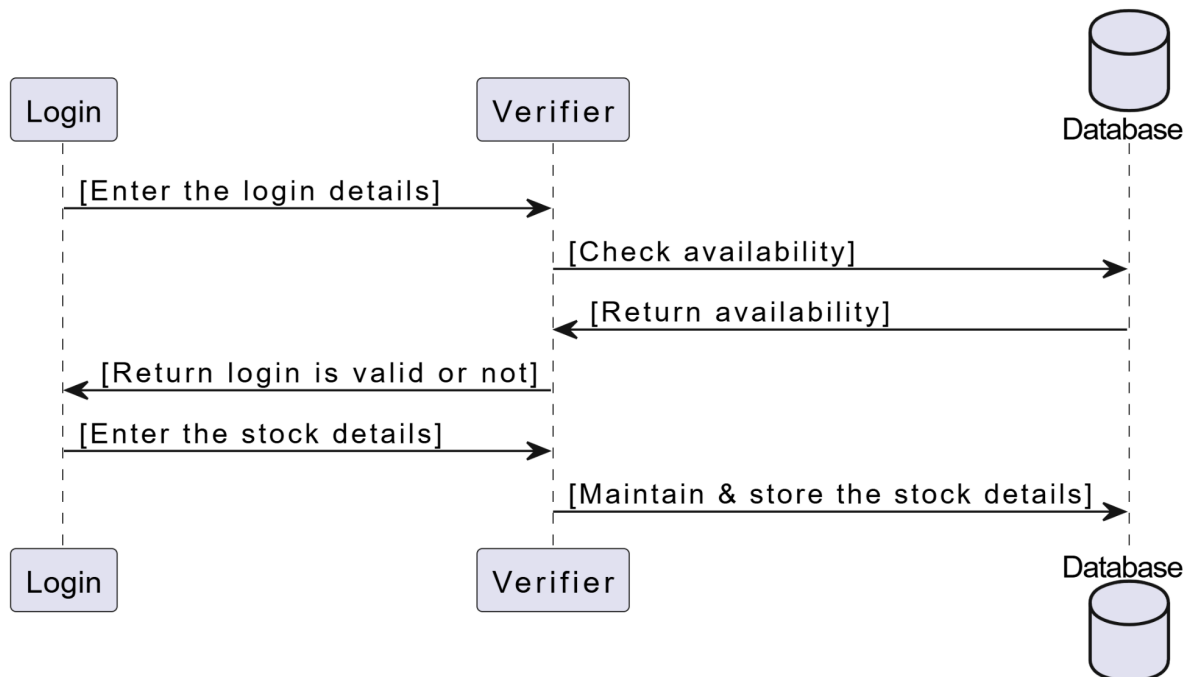 Database
Login
Verifier
[Enter the login details]
[Check availability]
[Return availability]
[Return login is valid or not]
[Enter the stock details]
[Maintain & store the stock details]
Login
Verifier
Database